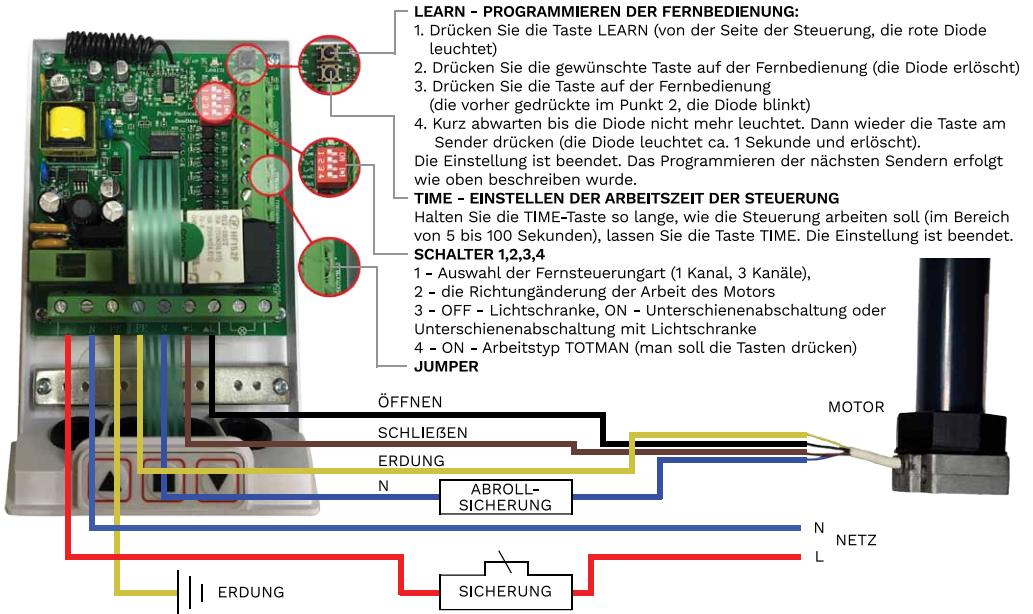 LEARN - PROGRAMMIEREN DER FERNBEDIENUNG:
1. Drücken Sie die Taste LEARN (von der Seite der Steuerung, die rote Diode
leuchtet)
2. Drücken Sie die gewünschte Taste auf der Fernbedienung (die Diode erlöscht)
3. Drücken Sie die Taste auf der Fernbedienung
(die vorher gedrückte im Punkt 2, die Diode blinkt)
4. Kurz abwarten bis die Diode nicht mehr leuchtet. Dann wieder die Taste am
Sender drücken (die Diode leuchtet ca. 1 Sekunde und erlöscht).
Die Einstellung ist beendet. Das Programmieren der nächsten Sendern erfolgt
wie oben beschreiben wurde.
TIME - EINSTELLEN DER ARBEITSZEIT DER STEUERUNG
Halten Sie die TIME-Taste so lange, wie die Steuerung arbeiten soll (im Bereich
von 5 bis 100 Sekunden), lassen Sie die Taste TIME. Die Einstellung ist beendet.
SCHALTER 1,2,3,4
1 - Auswahl der Fernsteuerungart (1 Kanal, 3 Kanäle),
2 - die Richtungänderung der Arbeit des Motors
3 - OFF - Lichtschranke, ON - Unterschienenabschaltung oder
Unterschienenabschaltung mit Lichtschranke
4 - ON - Arbeitstyp TOTMAN (man soll die Tasten drücken)
JUMPER
Learn
Pulse Photocel
DeedMan
HF152F
L N PE PE N
ÖFFNEN
SCHLIEßEN
ERDUNG
N
ABROLL-
SICHERUNG
MOTOR
N
NETZ
L
SICHERUNG
ERDUNG